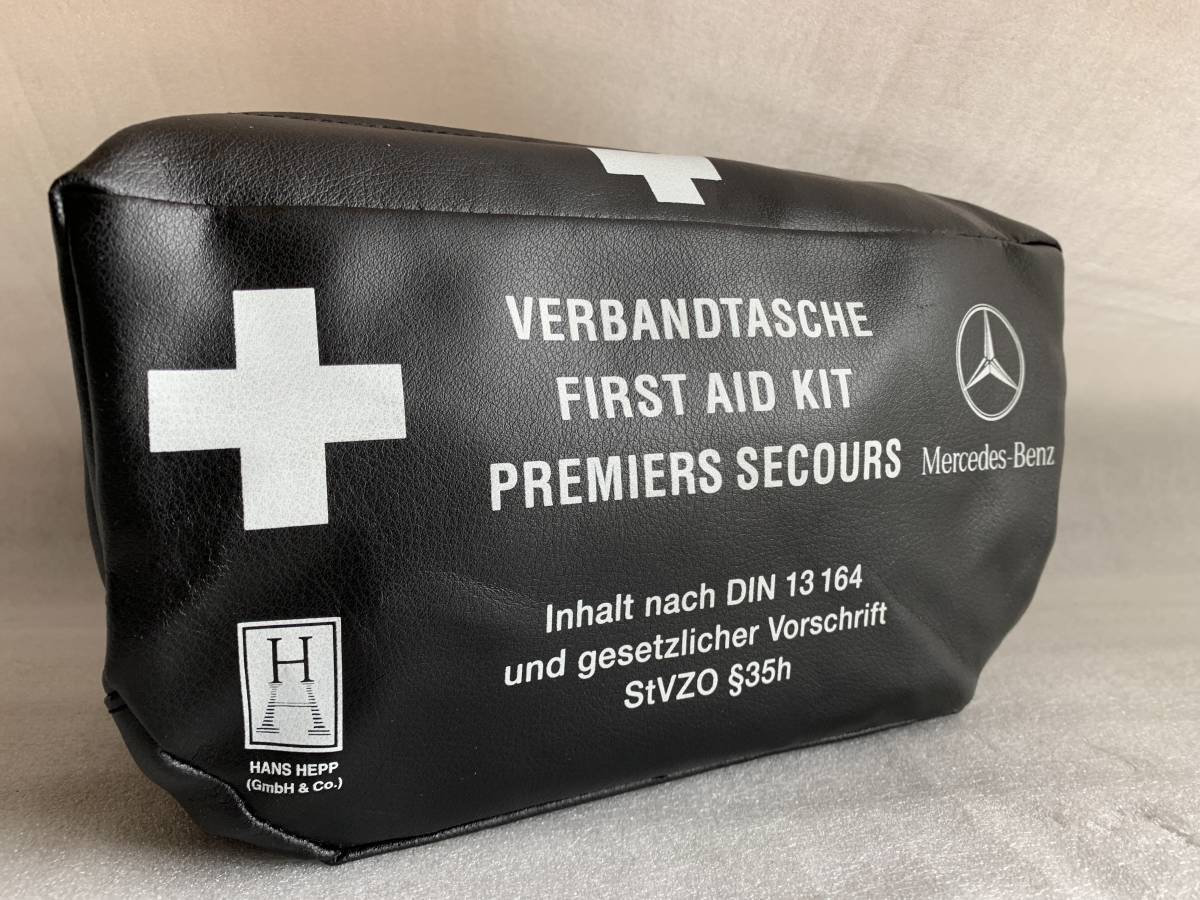 VERBANDTASCHE
FIRST AID KIT
PREMIERS SECOURS
Mercedes-Benz
Inhalt nach DIN 13 164
und gesetzlicher Vorschrift
StVZO §35h
H
HANS HEPP
(GmbH & Co.)